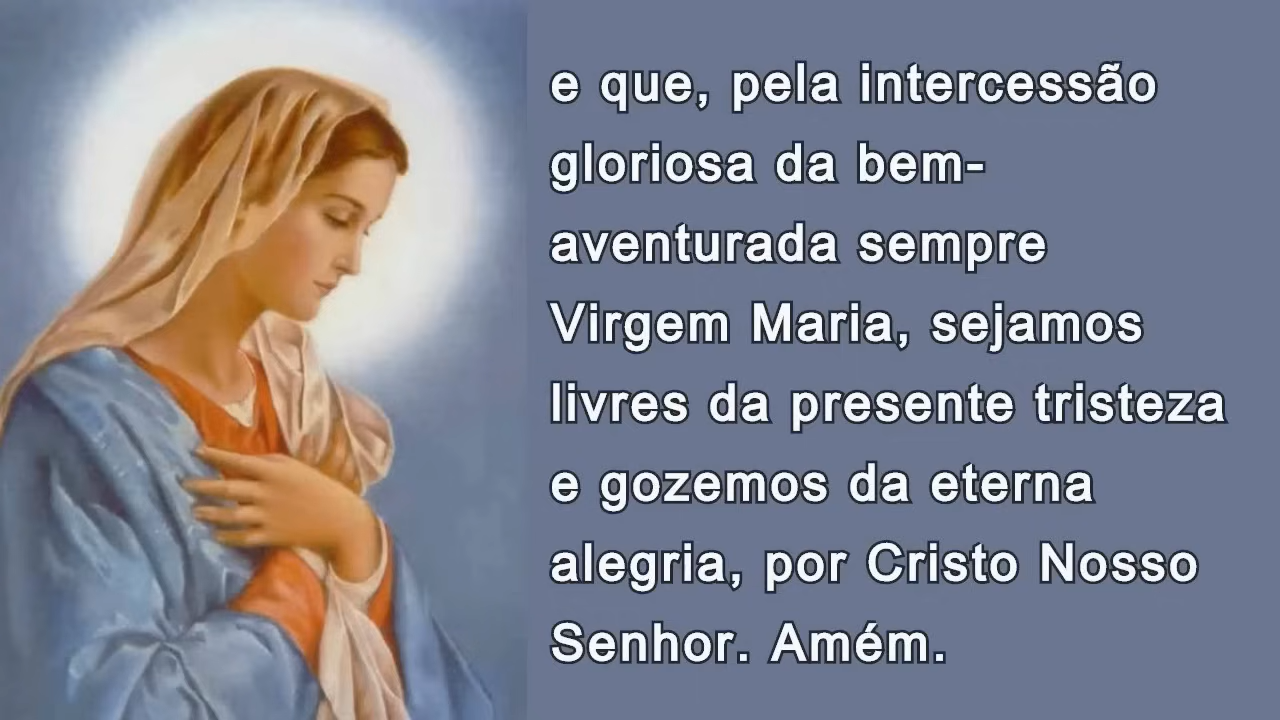 e que, pela intercessão
gloriosa da bem-
aventurada sempre
Virgem Maria, sejamos
livres da presente tristeza
e gozemos da eterna
alegria, por Cristo Nosso
Senhor. Amém.